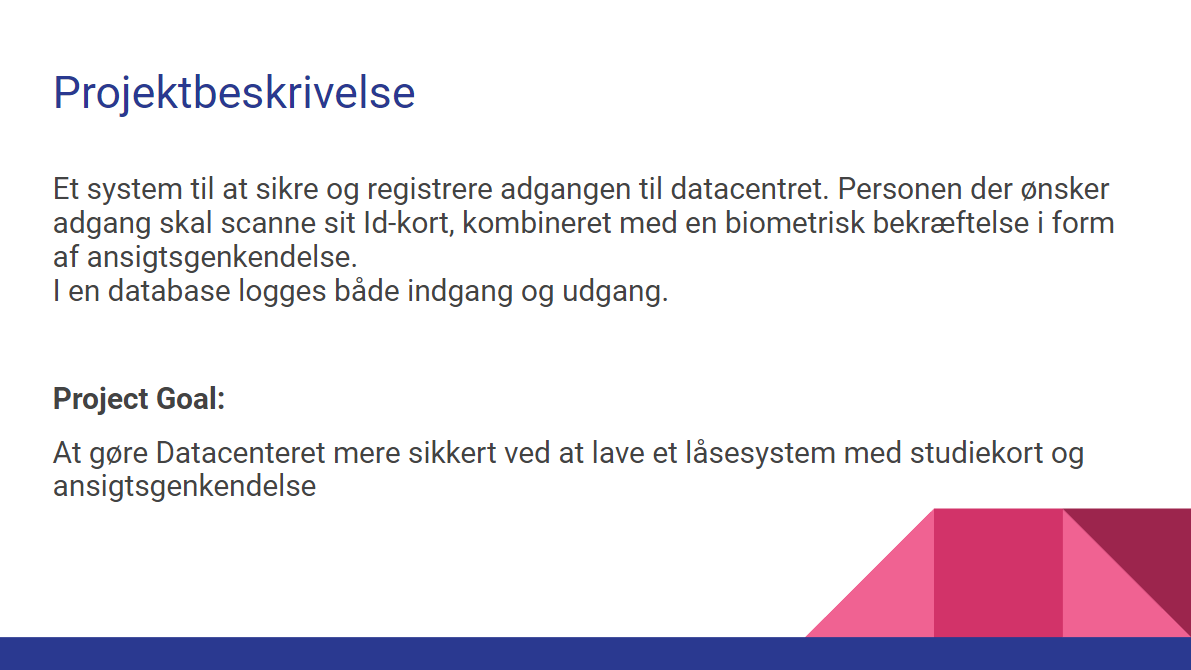 Projektbeskrivelse
Et system til at sikre og registrere adgangen til datacentret. Personen der ønsker
adgang skal scanne sit Id-kort, kombineret med en biometrisk bekræftelse i form
af ansigtsgenkendelse.
I en database logges både indgang og udgang.
Project Goal:
At gøre Datacenteret mere sikkert ved at lave et låsesystem med studiekort og
ansigtsgenkendelse